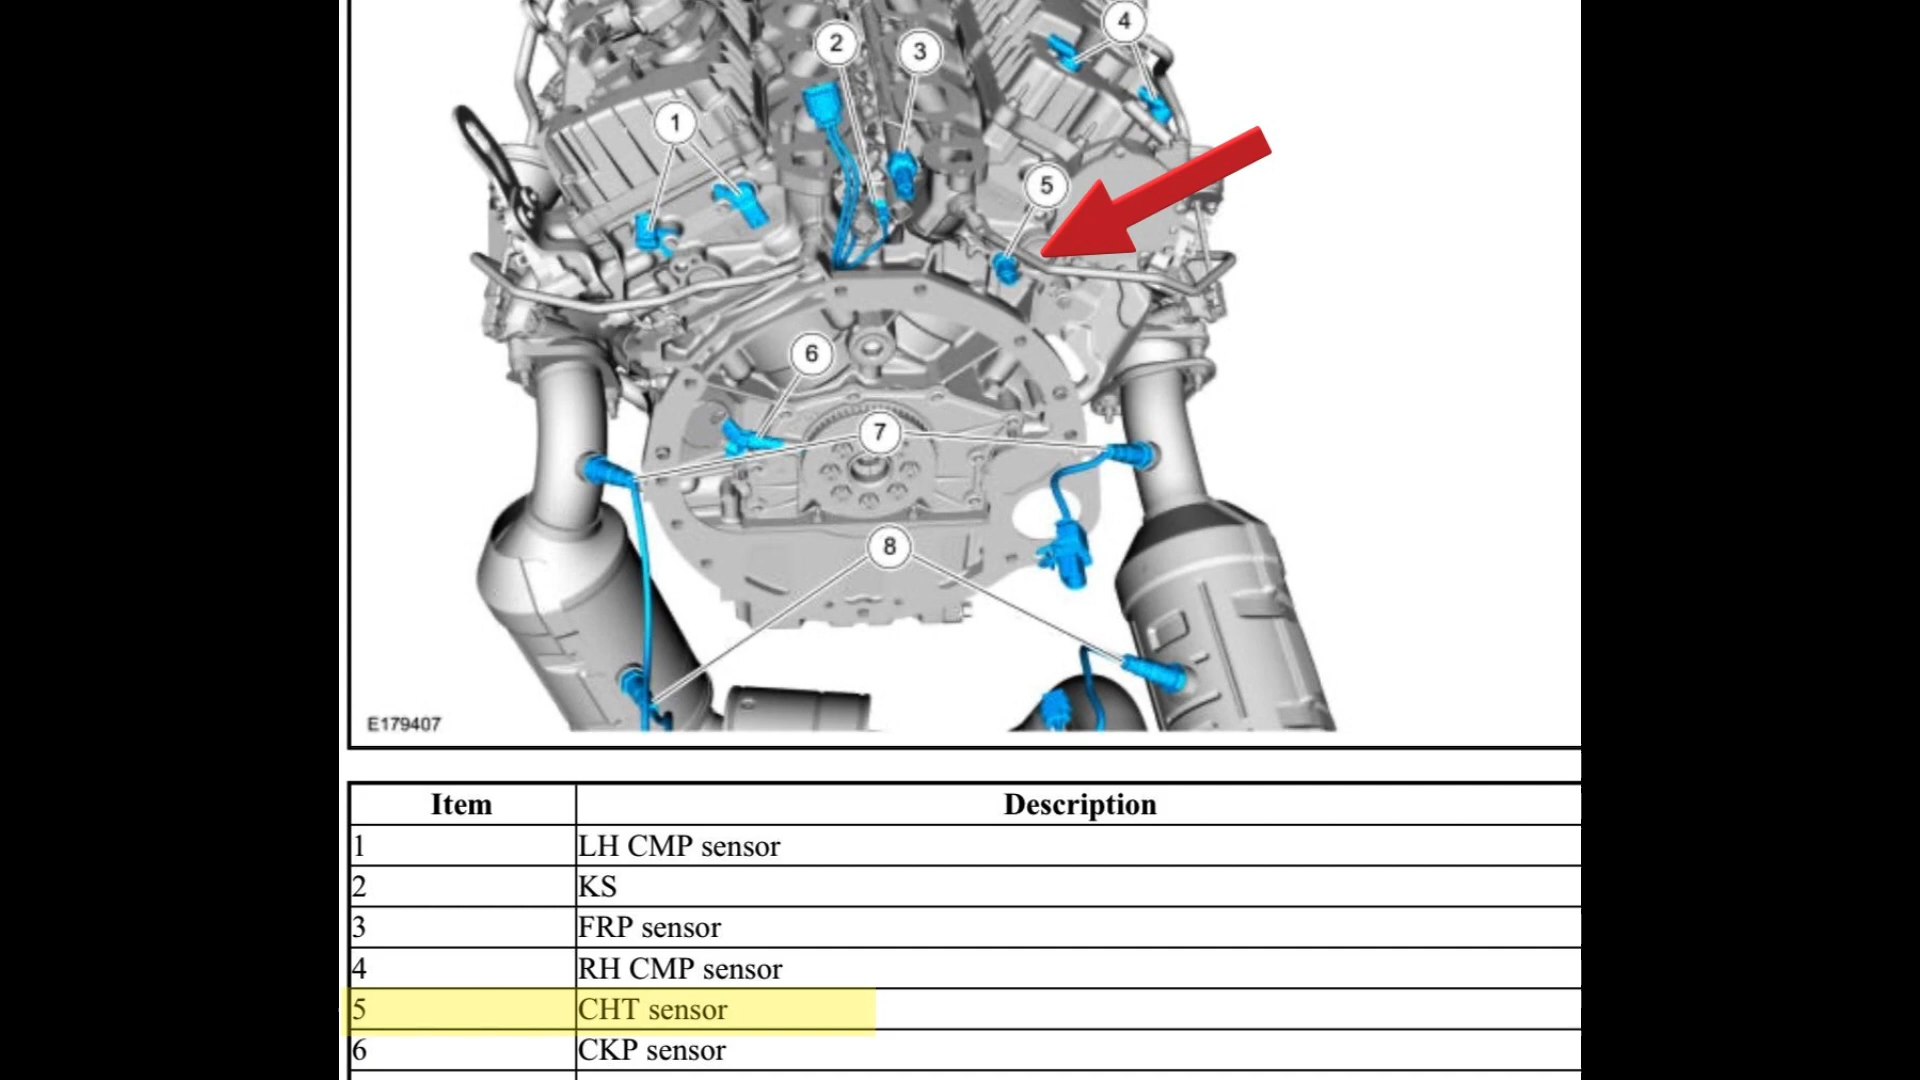 4
2
3
1
5
6
7
8
E179407
Item Description
1 LH CMP sensor
2 KS
3 FRP sensor
4 RH CMP sensor
5 CHT sensor
6 CKP sensor